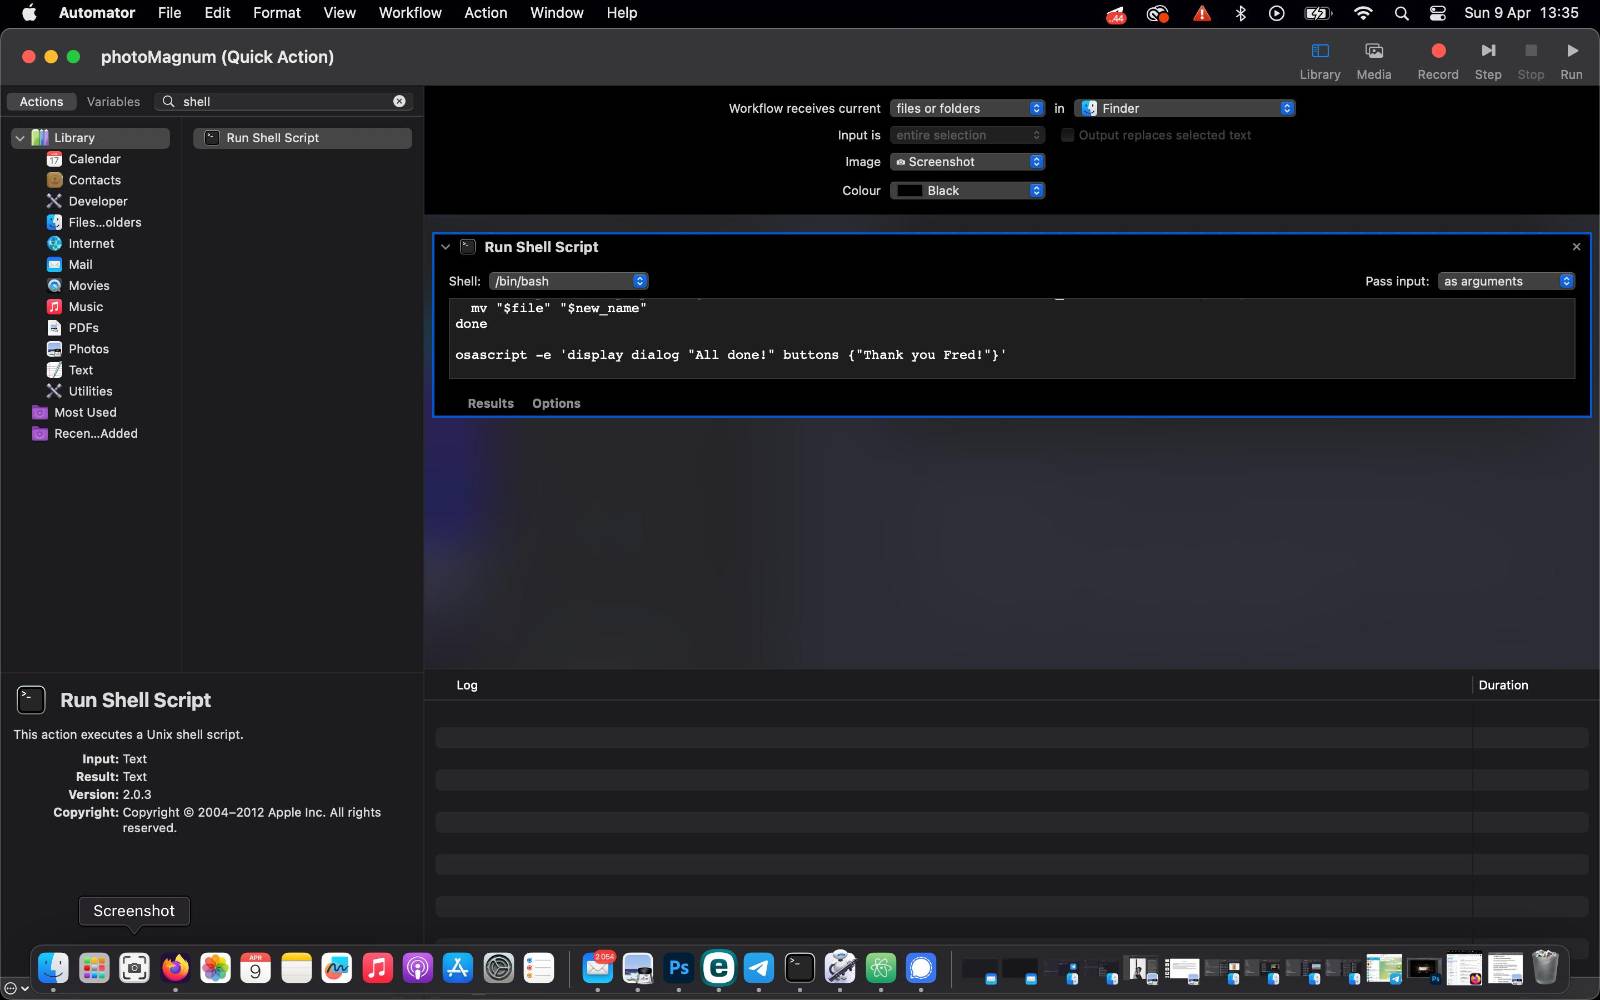 Automator File Edit Format View Workflow Action Window Help Sun 9 Apr 13:35
photoMagnum (Quick Action)
Library Media Record Step Stop Run
Actions Variables shell
Library
Calendar
Contacts
Developer
Files...olders
Internet
Mail
Movies
Music
PDFs
Photos
Text
Utilities
Most Used
Recen...Added
Run Shell Script
Workflow receives current files or folders in Finder
Input is entire selection Output replaces selected text
Image Screenshot
Colour Black
Run Shell Script
Shell: /bin/bash Pass input: as arguments
mv "$file" "$new_name"
done
osascript -e 'display dialog "All done!" buttons {"Thank you Fred!"}'
Results Options
Log Duration
Run Shell Script
This action executes a Unix shell script.
Input: Text
Result: Text
Version: 2.0.3
Copyright: Copyright © 2004–2012 Apple Inc. All rights
reserved.
Screenshot
APR
9
2 054
Ps